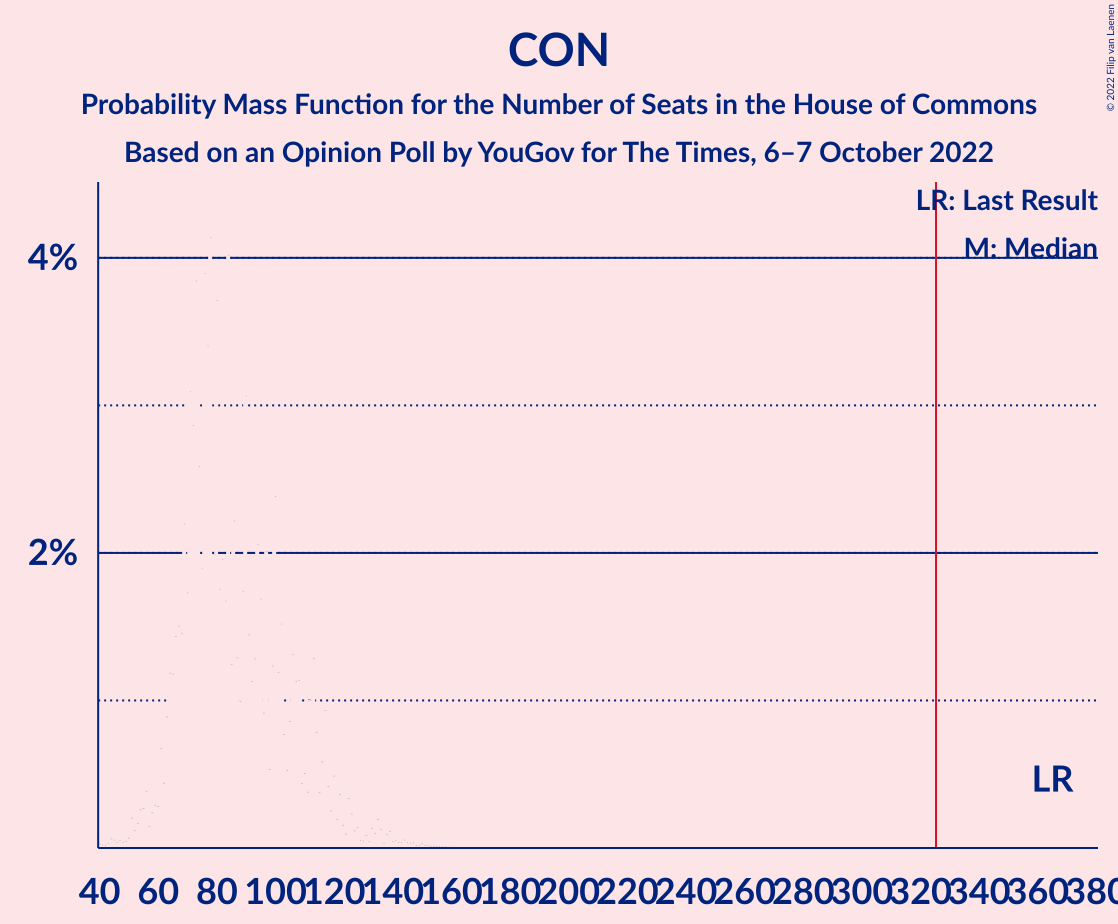 CON
Probability Mass Function for the Number of Seats in the House of Commons
Based on an Opinion Poll by YouGov for The Times, 6–7 October 2022
© 2022 Filip van Laenen
LR: Last Result
M: Median
4%
2%
LR
40 60 80 100 120 140 160 180 200 220 240 260 280 300 320 340 360 380